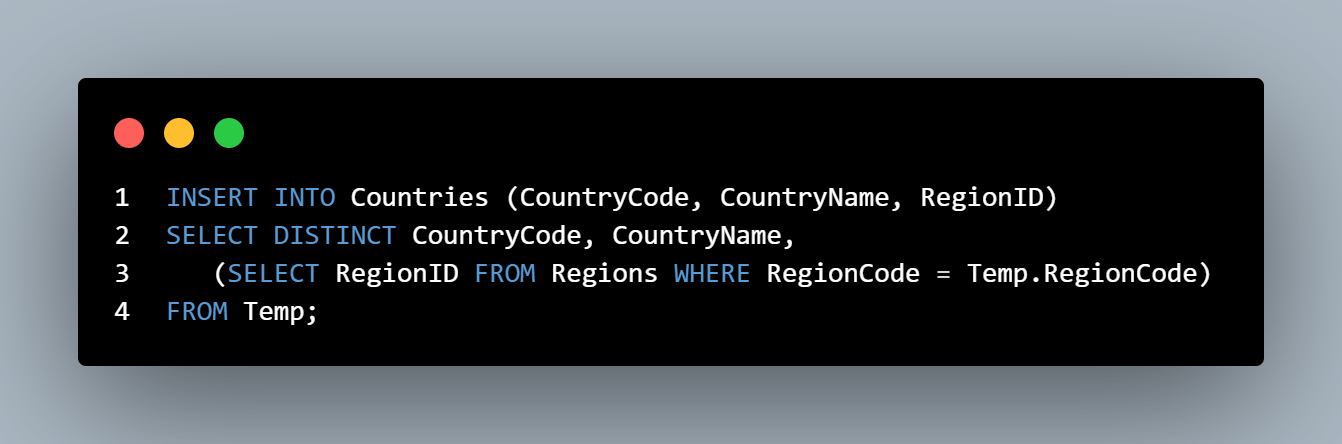 1 INSERT INTO Countries (CountryCode, CountryName, RegionID)
2 SELECT DISTINCT CountryCode, CountryName,
3    (SELECT RegionID FROM Regions WHERE RegionCode = Temp.RegionCode)
4 FROM Temp;